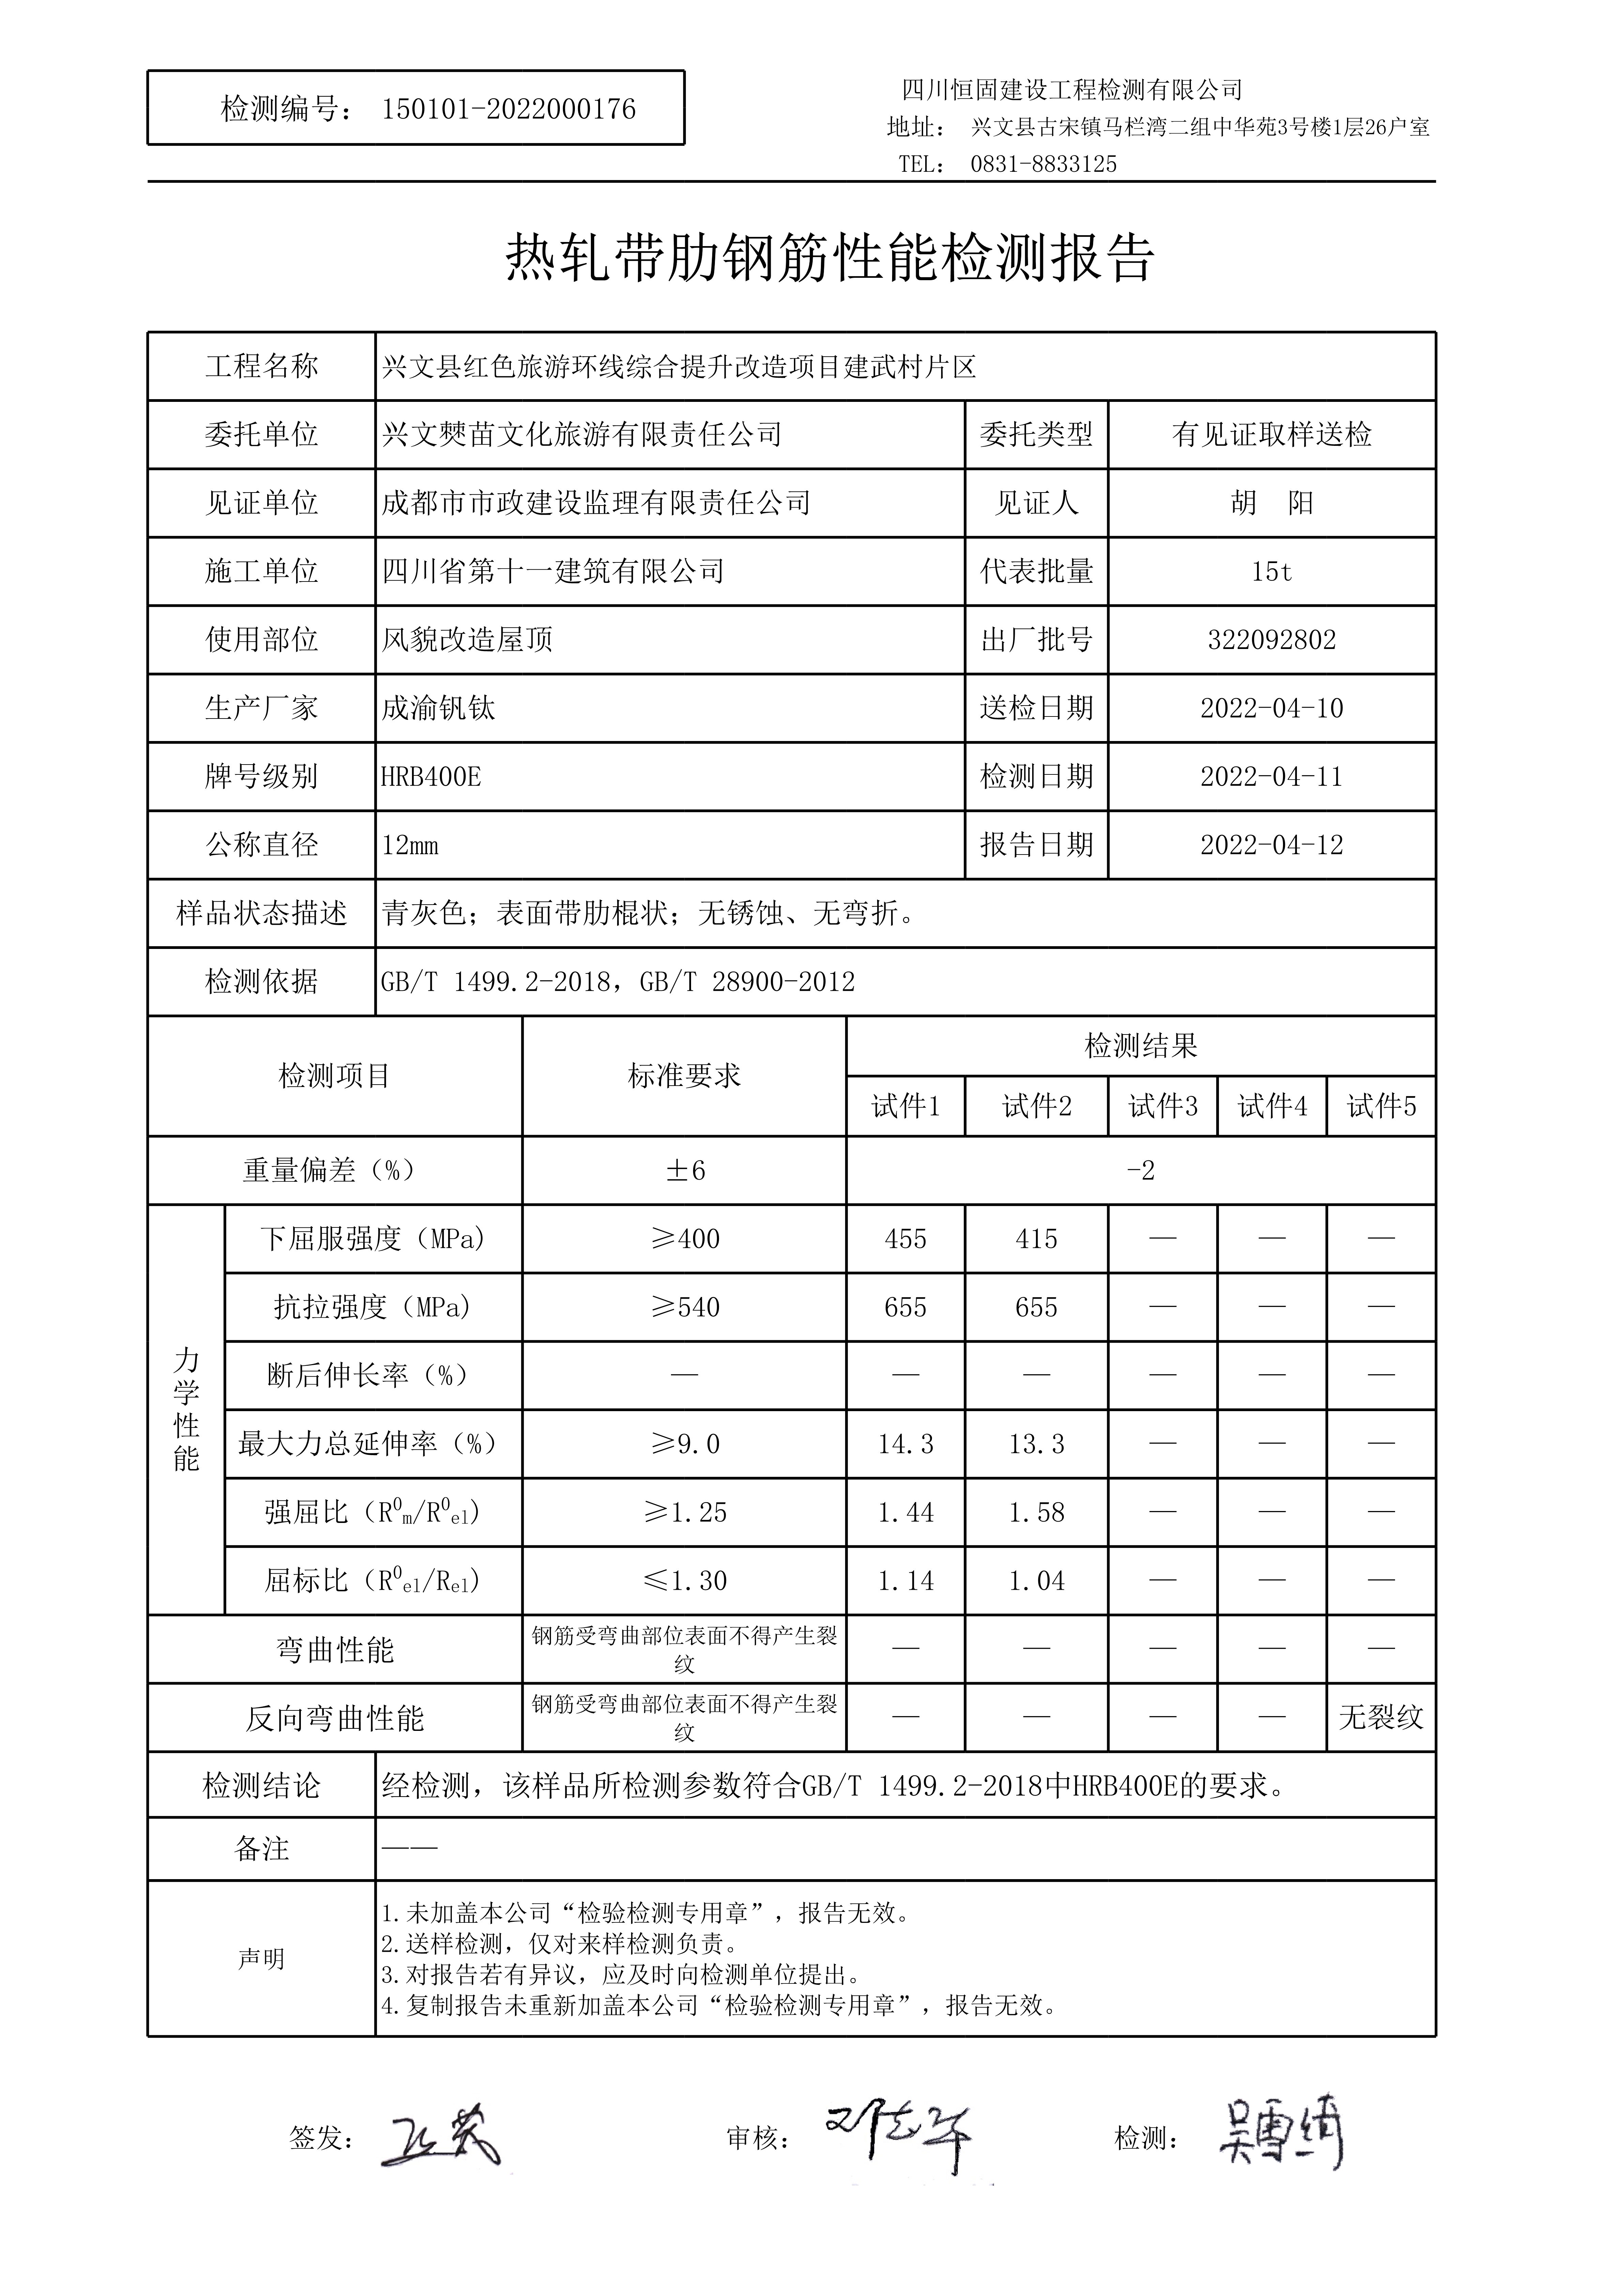 检测编号： 150101-2022000176
四川恒固建设工程检测有限公司
地址： 兴文县古宋镇马栏湾二组中华苑3号楼1层26户室
TEL： 0831-8833125
热轧带肋钢筋性能检测报告
工程名称 兴文县红色旅游环线综合提升改造项目建武村片区
委托单位 兴文僰苗文化旅游有限责任公司 委托类型 有见证取样送检
见证单位 成都市市政建设监理有限责任公司 见证人 胡 阳
施工单位 四川省第十一建筑有限公司 代表批量 15t
使用部位 风貌改造屋顶 出厂批号 322092802
生产厂家 成渝钒钛 送检日期 2022-04-10
牌号级别 HRB400E 检测日期 2022-04-11
公称直径 12mm 报告日期 2022-04-12
样品状态描述 青灰色；表面带肋棍状；无锈蚀、无弯折。
检测依据 GB/T 1499.2-2018，GB/T 28900-2012
检测项目 标准要求 检测结果
试件1 试件2 试件3 试件4 试件5
重量偏差（%） ±6 -2
力学性能
下屈服强度（MPa） ≥400 455 415 — — —
抗拉强度（MPa） ≥540 655 655 — — —
断后伸长率（%） — — — — — —
最大力总延伸率（%） ≥9.0 14.3 13.3 — — —
强屈比（R⁰m/R⁰el） ≥1.25 1.44 1.58 — — —
屈标比（R⁰el/Rel） ≤1.30 1.14 1.04 — — —
弯曲性能 钢筋受弯曲部位表面不得产生裂纹 — — — — —
反向弯曲性能 钢筋受弯曲部位表面不得产生裂纹 — — — — 无裂纹
检测结论 经检测，该样品所检测参数符合GB/T 1499.2-2018中HRB400E的要求。
备注 ——
声明
1.未加盖本公司“检验检测专用章”，报告无效。
2.送样检测，仅对来样检测负责。
3.对报告若有异议，应及时向检测单位提出。
4.复制报告未重新加盖本公司“检验检测专用章”，报告无效。
签发： 审核： 检测： 吴雪绮